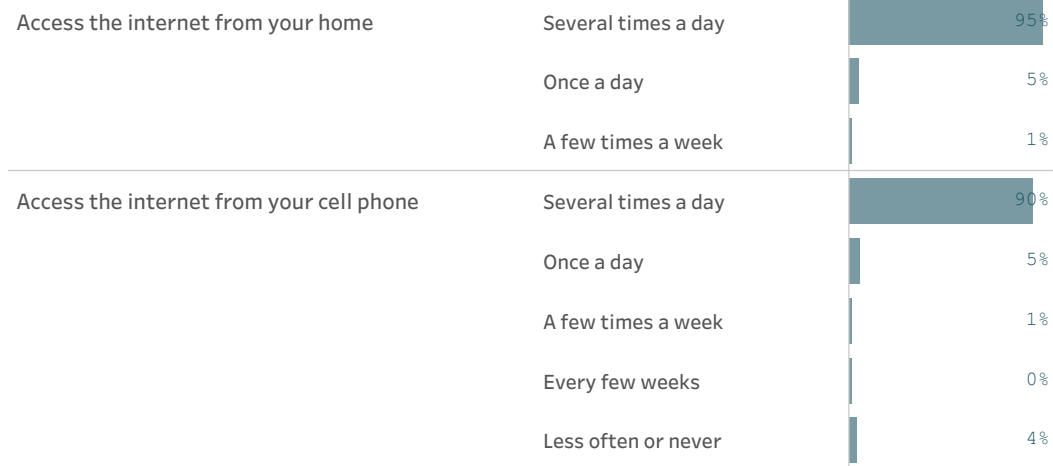 Access the internet from your home Several times a day 95%
Once a day 5%
A few times a week 1%
Access the internet from your cell phone Several times a day 90%
Once a day 5%
A few times a week 1%
Every few weeks 0%
Less often or never 4%